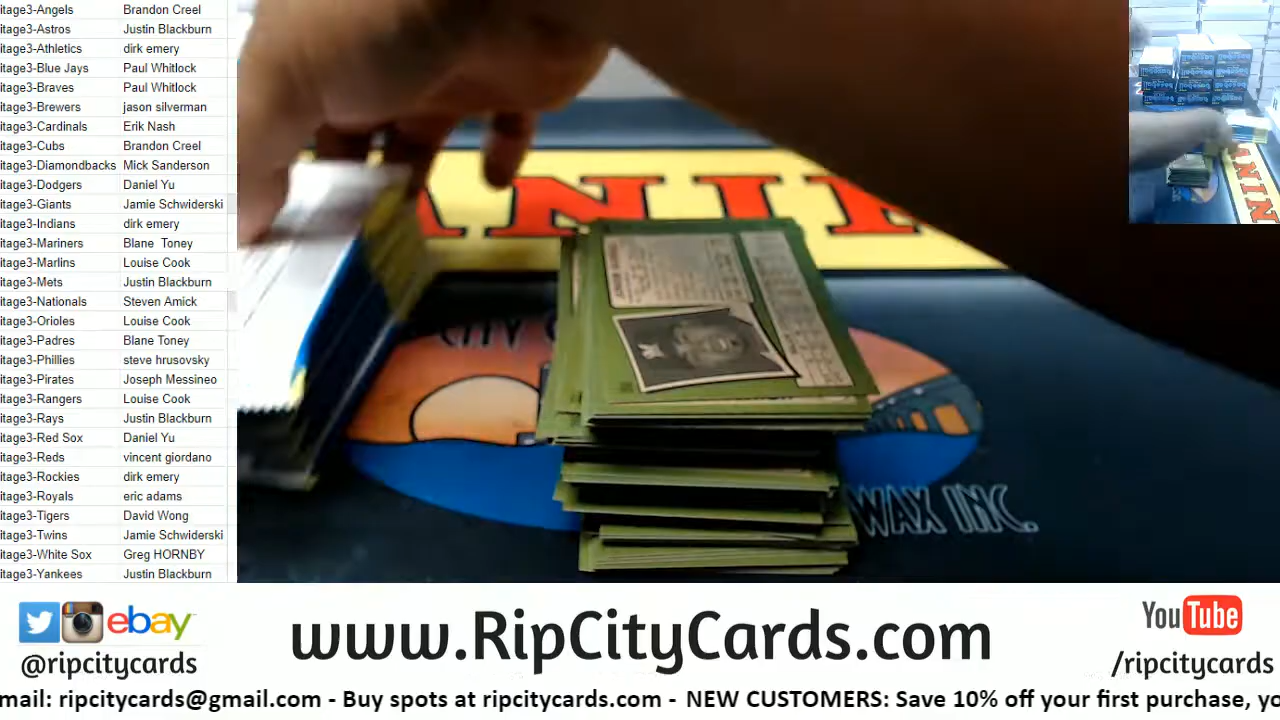 itage3-Angels Brandon Creel
itage3-Astros Justin Blackburn
itage3-Athletics dirk emery
itage3-Blue Jays Paul Whitlock
itage3-Braves Paul Whitlock
itage3-Brewers jason silverman
itage3-Cardinals Erik Nash
itage3-Cubs Brandon Creel
itage3-Diamondbacks Mick Sanderson
itage3-Dodgers Daniel Yu
itage3-Giants Jamie Schwiderski
itage3-Indians dirk emery
itage3-Mariners Blane Toney
itage3-Marlins Louise Cook
itage3-Mets Justin Blackburn
itage3-Nationals Steven Amick
itage3-Orioles Louise Cook
itage3-Padres Blane Toney
itage3-Phillies steve hrusovsky
itage3-Pirates Joseph Messineo
itage3-Rangers Louise Cook
itage3-Rays Justin Blackburn
itage3-Red Sox Daniel Yu
itage3-Reds vincent giordano
itage3-Rockies dirk emery
itage3-Royals eric adams
itage3-Tigers David Wong
itage3-Twins Jamie Schwiderski
itage3-White Sox Greg HORNBY
itage3-Yankees Justin Blackburn
ANINI
CITY
WAX INC.
ebay
@ripcitycards
www.RipCityCards.com
YouTube
/ripcitycards
mail: ripcitycards@gmail.com - Buy spots at ripcitycards.com - NEW CUSTOMERS: Save 10% off your first purchase, yo